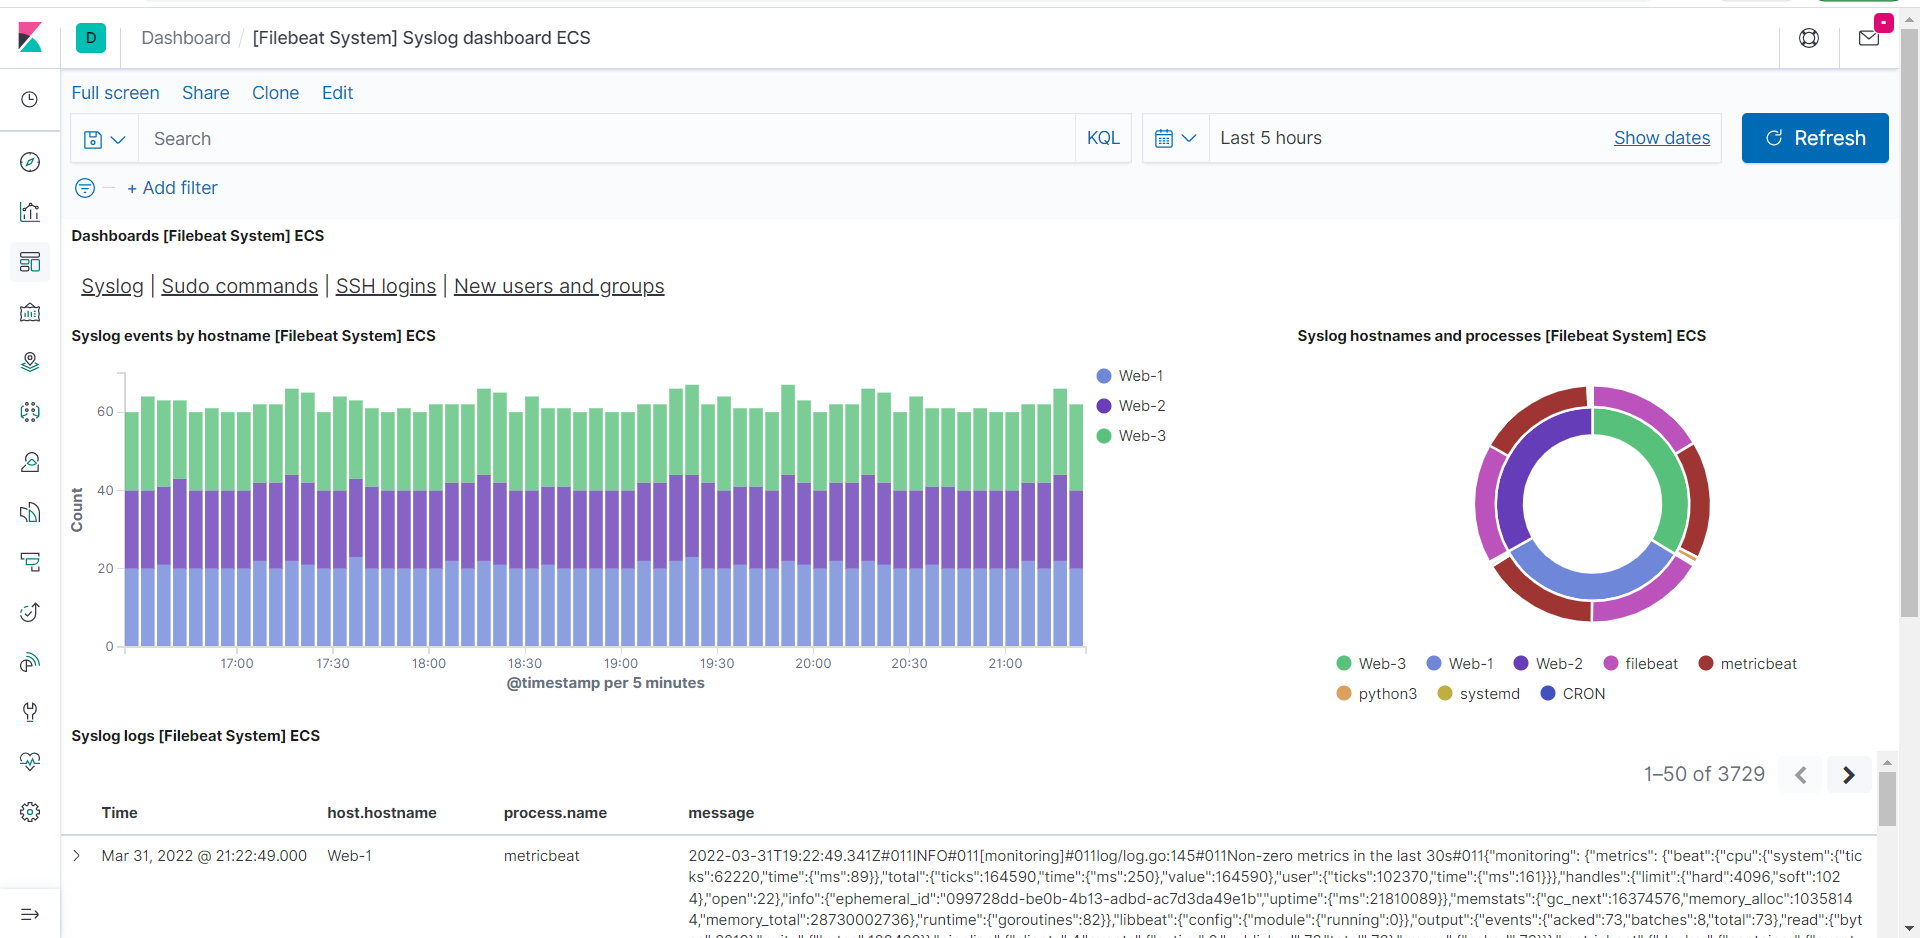 D
Dashboard / [Filebeat System] Syslog dashboard ECS
Full screen Share Clone Edit
Search KQL Last 5 hours Show dates Refresh
+ Add filter
Dashboards [Filebeat System] ECS
Syslog | Sudo commands | SSH logins | New users and groups
Syslog events by hostname [Filebeat System] ECS
60
40
20
0
Count
17:00 17:30 18:00 18:30 19:00 19:30 20:00 20:30 21:00
@timestamp per 5 minutes
Web-1
Web-2
Web-3
Syslog hostnames and processes [Filebeat System] ECS
Web-3 Web-1 Web-2 filebeat metricbeat
python3 systemd CRON
Syslog logs [Filebeat System] ECS
1–50 of 3729
Time host.hostname process.name message
Mar 31, 2022 @ 21:22:49.000 Web-1 metricbeat 2022-03-31T19:22:49.341Z#011INFO#011[monitoring]#011log/log.go:145#011Non-zero metrics in the last 30s#011{"monitoring": {"metrics": {"beat":{"cpu":{"system":{"tic
ks":62220,"time":{"ms":89}},"total":{"ticks":164590,"time":{"ms":250},"value":164590},"user":{"ticks":102370,"time":{"ms":161}}},"handles":{"limit":{"hard":4096,"soft":102
4},"open":22},"info":{"ephemeral_id":"099728dd-be0b-4b13-adbd-ac7d3da49e1b","uptime":{"ms":21810089}},"memstats":{"gc_next":16374576,"memory_alloc":1035814
4,"memory_total":28730002736},"runtime":{"goroutines":82}},"libbeat":{"config":{"module":{"running":0}},"output":{"events":{"acked":73,"batches":8,"total":73},"read":{"byt